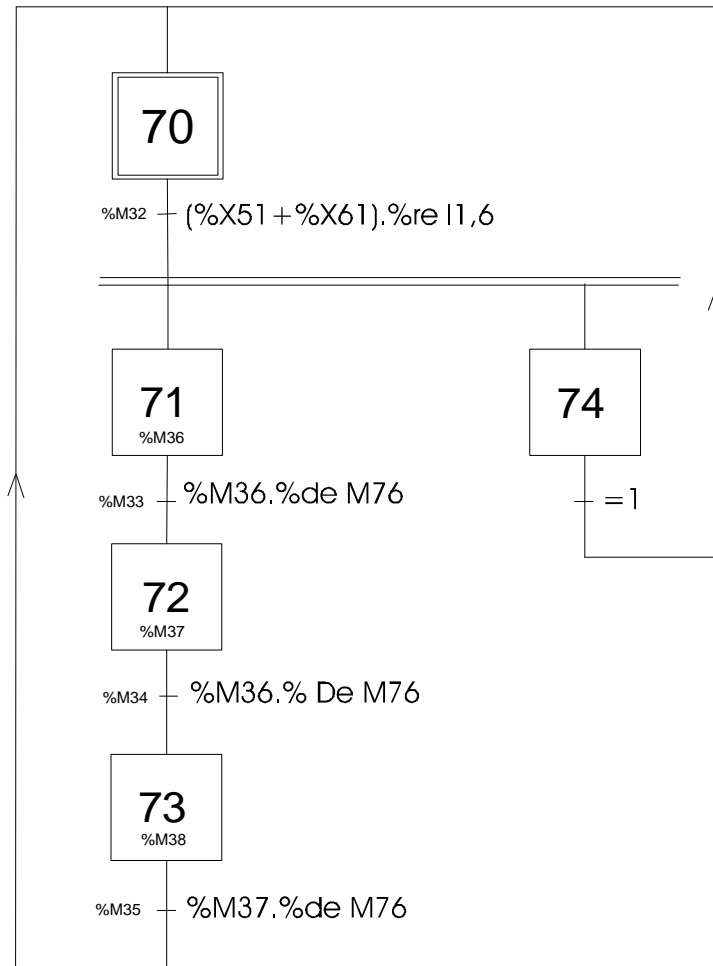 70
%M32 (%X51+%X61).%re I1,6
71
%M36
74
%M33 %M36.%de M76
=1
72
%M37
%M34 %M36.% De M76
73
%M38
%M35 %M37.%de M76